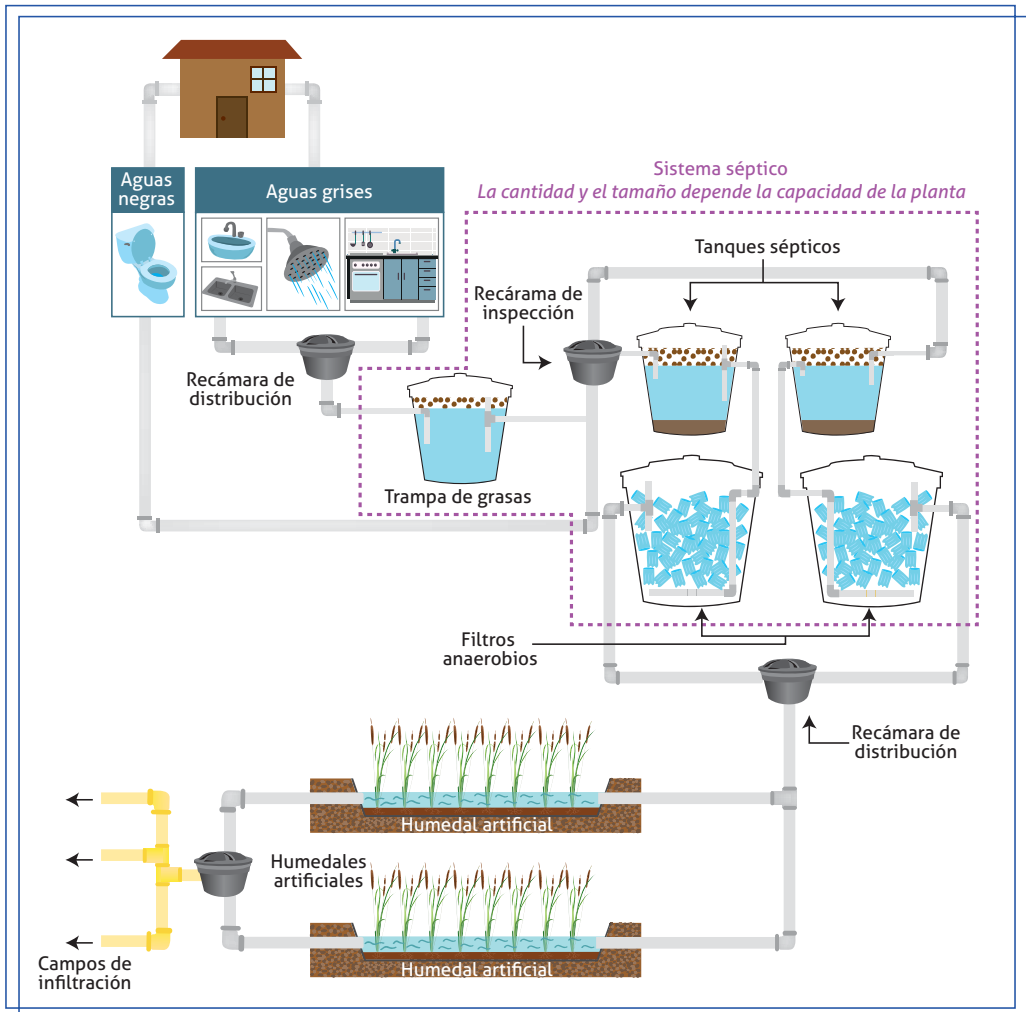 Aguas
negras
Aguas grises
Sistema séptico
La cantidad y el tamaño depende la capacidad de la planta
Tanques sépticos
Recárama de
inspección
Recámara de
distribución
Trampa de grasas
Filtros
anaerobios
Recámara de
distribución
Humedal artificial
Humedales
artificiales
Humedal artificial
Campos de
infiltración